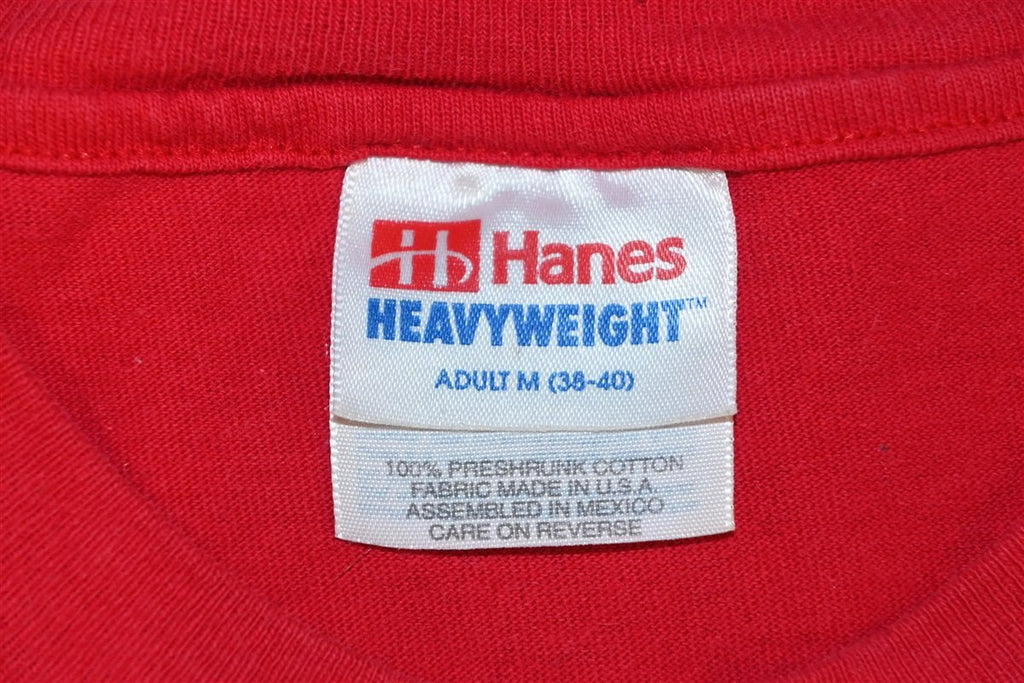 H Hanes
HEAVYWEIGHT™
ADULT M (38-40)
100% PRESHRUNK COTTON
FABRIC MADE IN U.S.A
ASSEMBLED IN MEXICO
CARE ON REVERSE